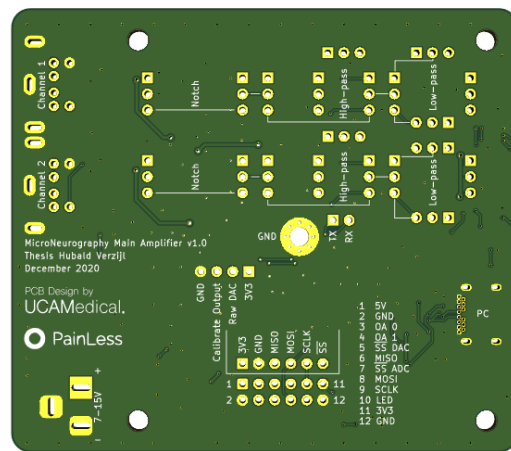 Channel 1
Notch
High-pass
Low-pass
Channel 2
Notch
High-pass
Low-pass
MicroNeurography Main Amplifier v1.0
Thesis Hubald Verzijl
December 2020
PCB Design by
UCAMedical.
PainLess
GND
TX
RX
GND
Calibrate Output
Raw DAC
3V3
PC
3V3
GND
MISO
MOSI
SCLK
SS
1
11
2
12
1 5V
2 GND
3 OA 0
4 OA 1
5 SS DAC
6 MISO
7 SS ADC
8 MOSI
9 SCLK
10 LED
11 3V3
12 GND
+
7-15V
-